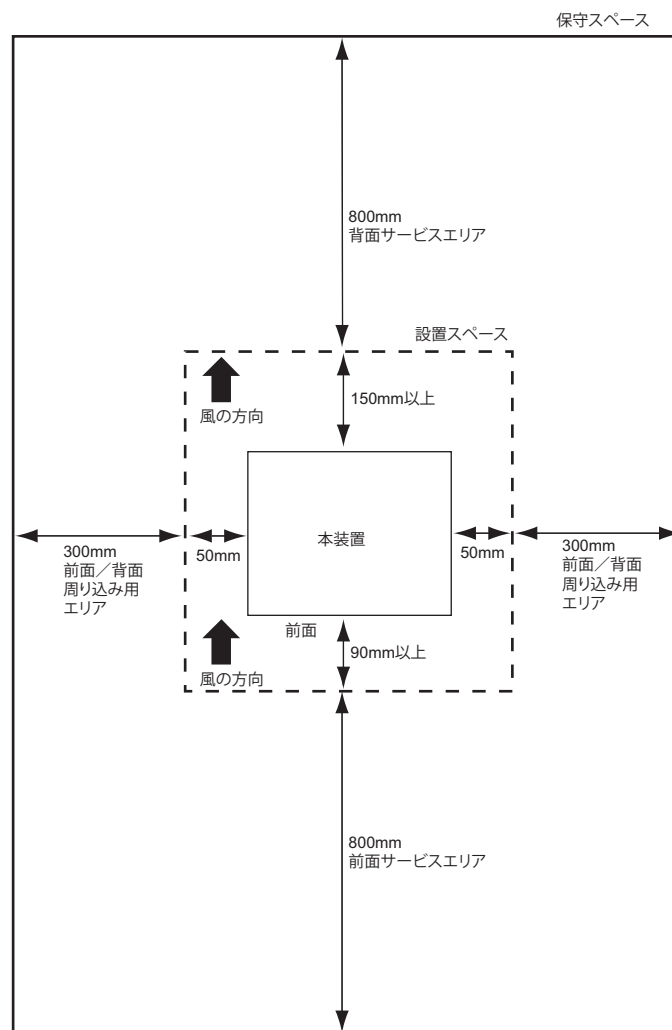 保守スペース
800mm
背面サービスエリア
設置スペース
風の方向
150mm以上
本装置
300mm
前面／背面
周り込み用
エリア
50mm
50mm
300mm
前面／背面
周り込み用
エリア
前面
90mm以上
風の方向
800mm
前面サービスエリア